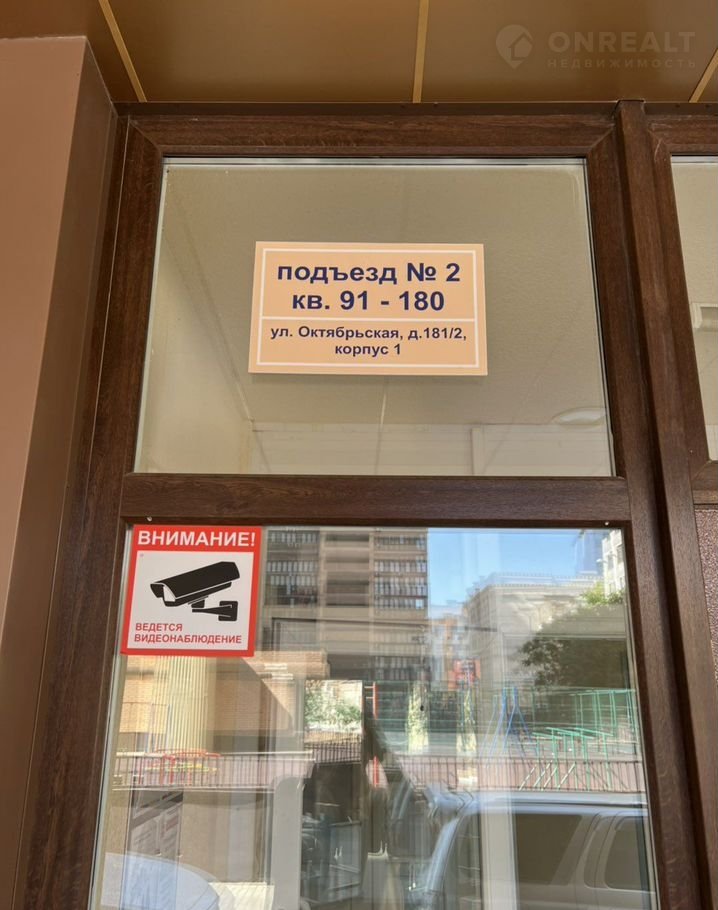 ONREALT
НЕДВИЖИМОСТЬ
подъезд № 2
кв. 91 - 180
ул. Октябрьская, д.181/2,
корпус 1
ВНИМАНИЕ!
ВЕДЕТСЯ
ВИДЕОНАБЛЮДЕНИЕ